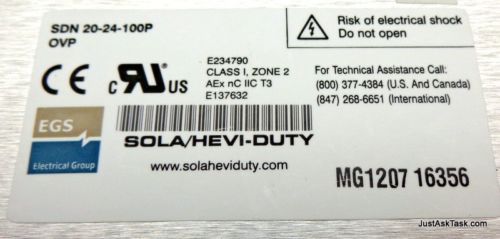 SDN 20-24-100P
OVP
Risk of electrical shock
Do not open
CE
c RU US
E234790
CLASS I, ZONE 2
AEx nC IIC T3
E137632
For Technical Assistance Call:
(800) 377-4384 (U.S. And Canada)
(847) 268-6651 (International)
EGS
Electrical Group
SOLA/HEVI-DUTY
www.solaheviduty.com
MG1207 16356
JustAskTask.com